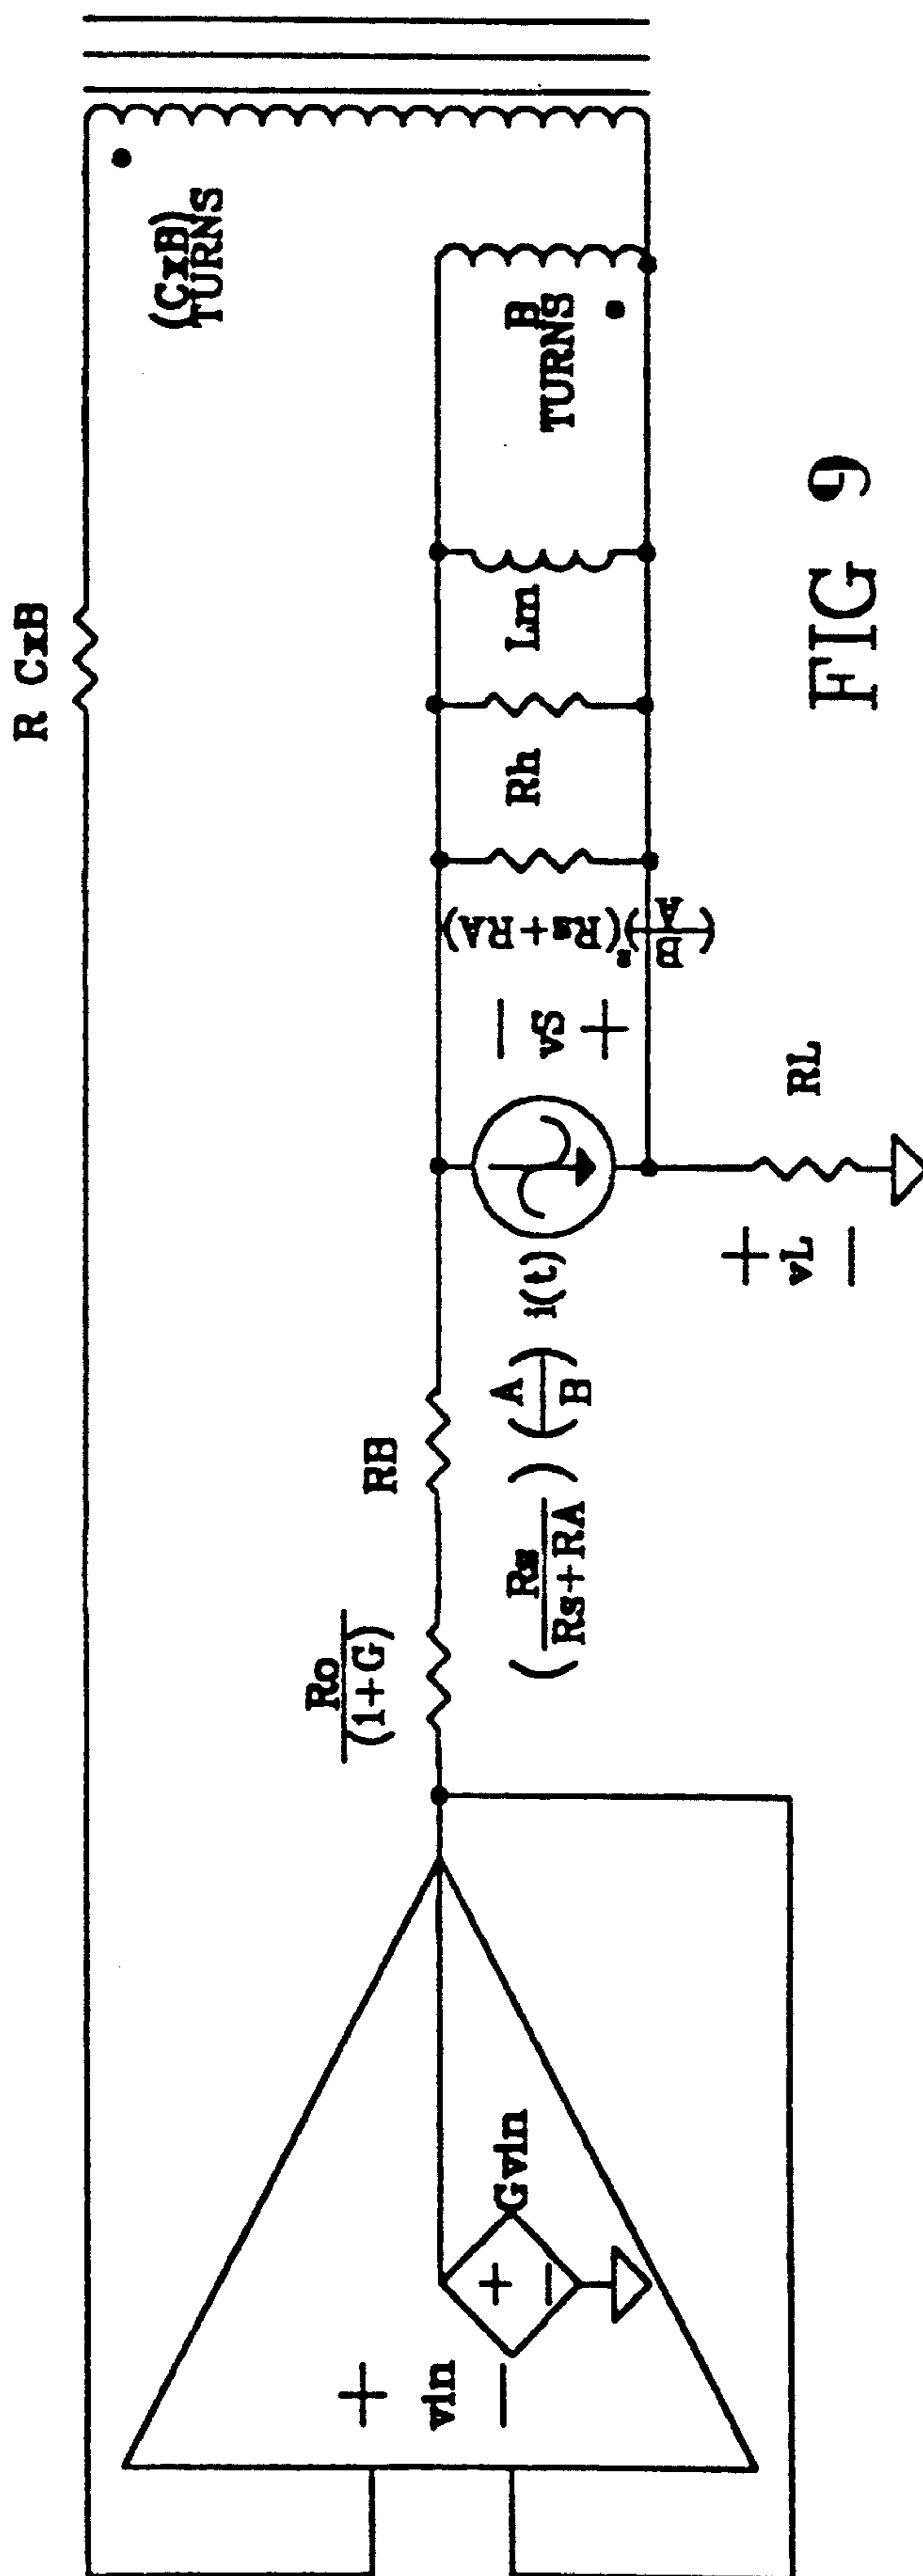 R CxB
(CxB)
TURNS
Ro
(1+G)
RB
B
TURNS
Lm
Rh
(B/A)²(Rs+RA)
− vS +
(Rs/Rs+RA) (A/B) i(t)
RL
+ vL −
+ vin −
+ −
Gvin
FIG 9